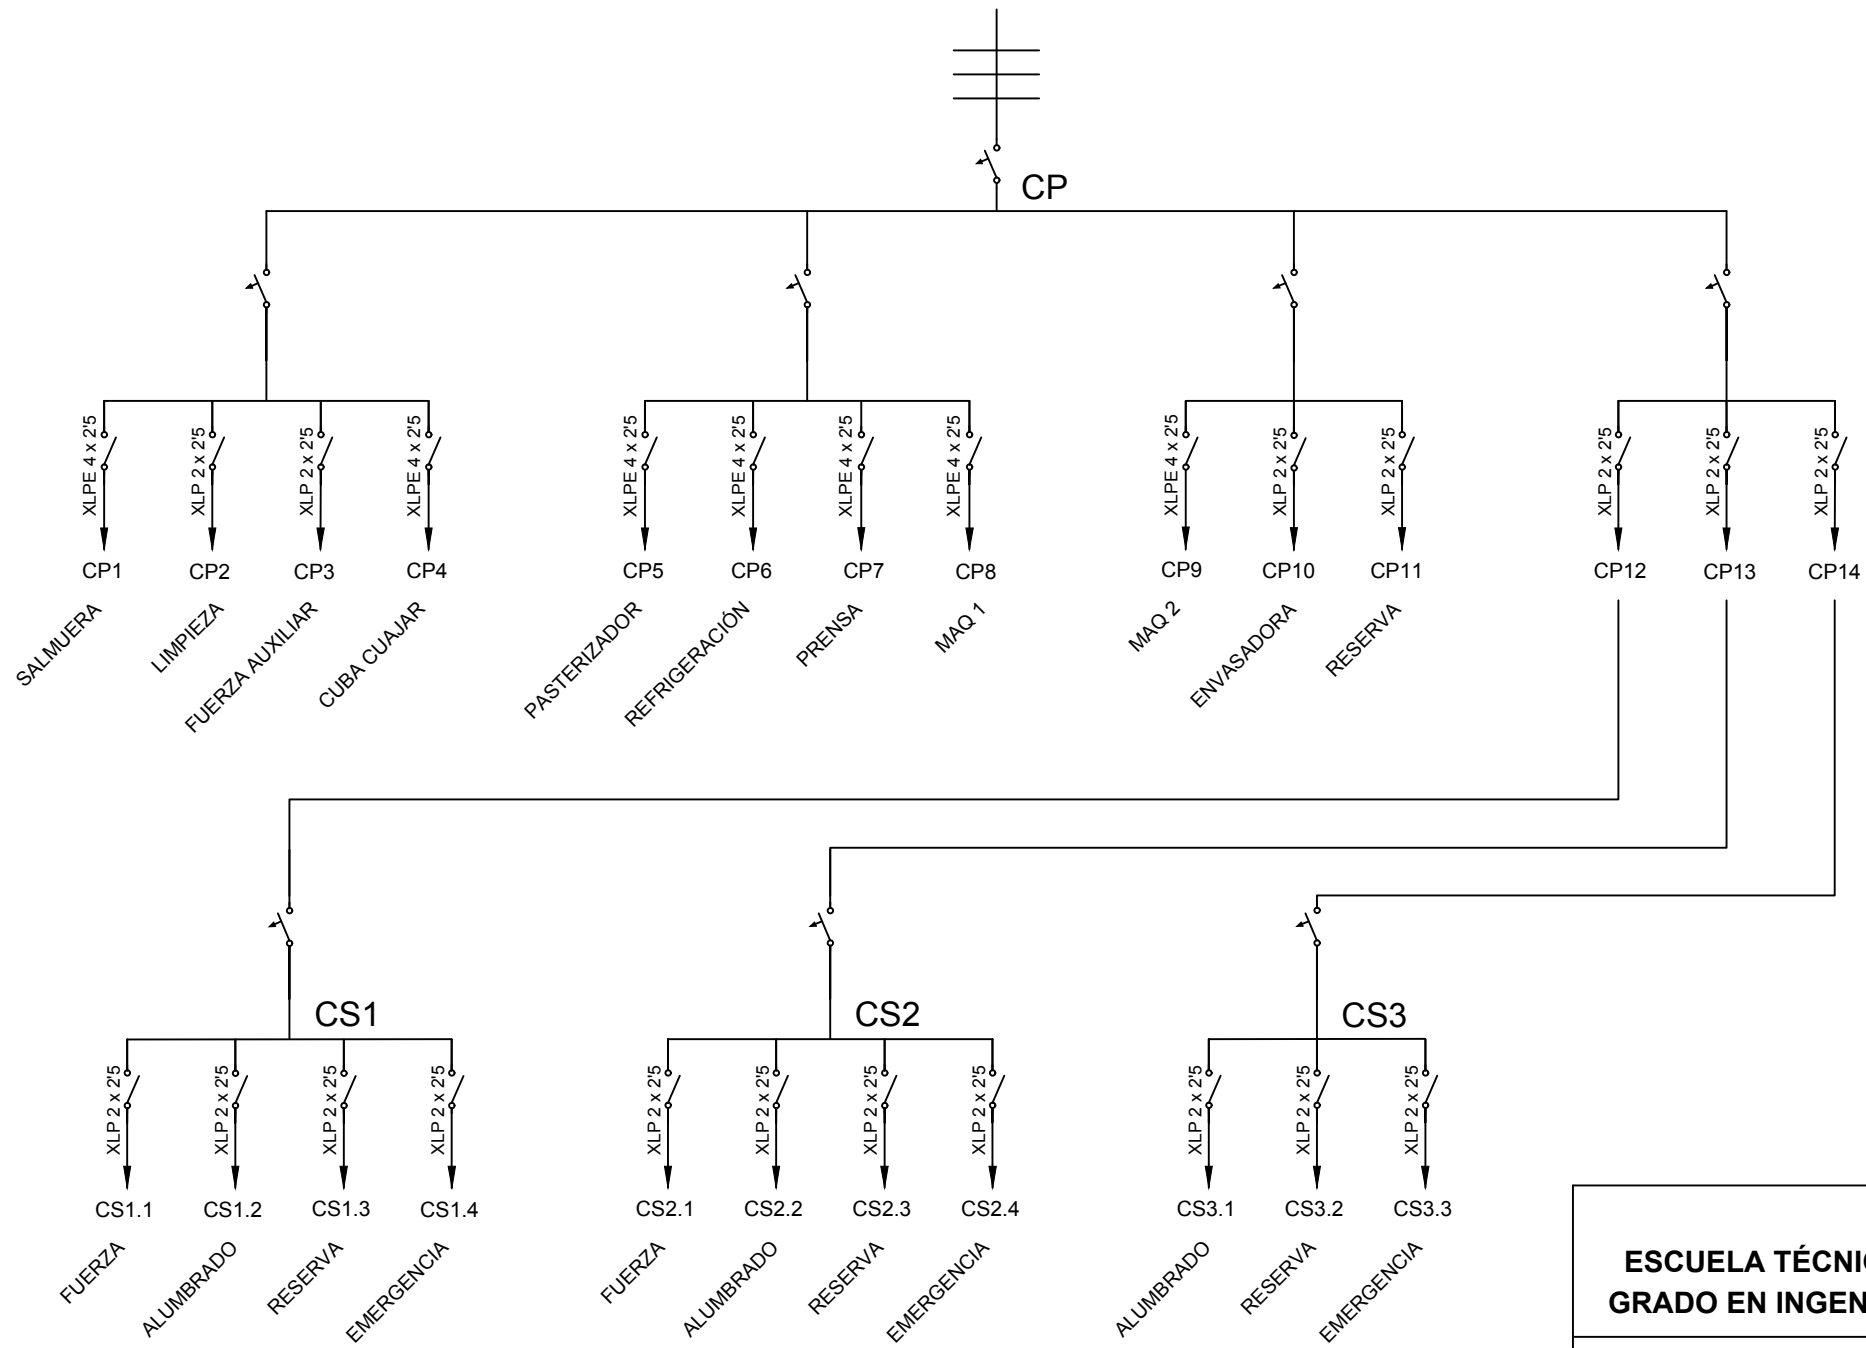 CP
XLPE 4 x 2'5
XLP 2 x 2'5
XLP 2 x 2'5
XLPE 4 x 2'5
XLPE 4 x 2'5
XLPE 4 x 2'5
XLPE 4 x 2'5
XLPE 4 x 2'5
XLPE 4 x 2'5
XLP 2 x 2'5
XLP 2 x 2'5
XLP 2 x 2'5
XLP 2 x 2'5
XLP 2 x 2'5
CP1
CP2
CP3
CP4
CP5
CP6
CP7
CP8
CP9
CP10
CP11
CP12
CP13
CP14
SALMUERA
LIMPIEZA
FUERZA AUXILIAR
CUBA CUAJAR
PASTERIZADOR
REFRIGERACIÓN
PRENSA
MAQ 1
MAQ 2
ENVASADORA
RESERVA
CS1
CS2
CS3
XLP 2 x 2'5
XLP 2 x 2'5
XLP 2 x 2'5
XLP 2 x 2'5
XLP 2 x 2'5
XLP 2 x 2'5
XLP 2 x 2'5
XLP 2 x 2'5
XLP 2 x 2'5
XLP 2 x 2'5
XLP 2 x 2'5
CS1.1
CS1.2
CS1.3
CS1.4
CS2.1
CS2.2
CS2.3
CS2.4
CS3.1
CS3.2
CS3.3
FUERZA
ALUMBRADO
RESERVA
EMERGENCIA
FUERZA
ALUMBRADO
RESERVA
EMERGENCIA
ALUMBRADO
RESERVA
EMERGENCIA
ESCUELA TÉCNI
GRADO EN INGEN